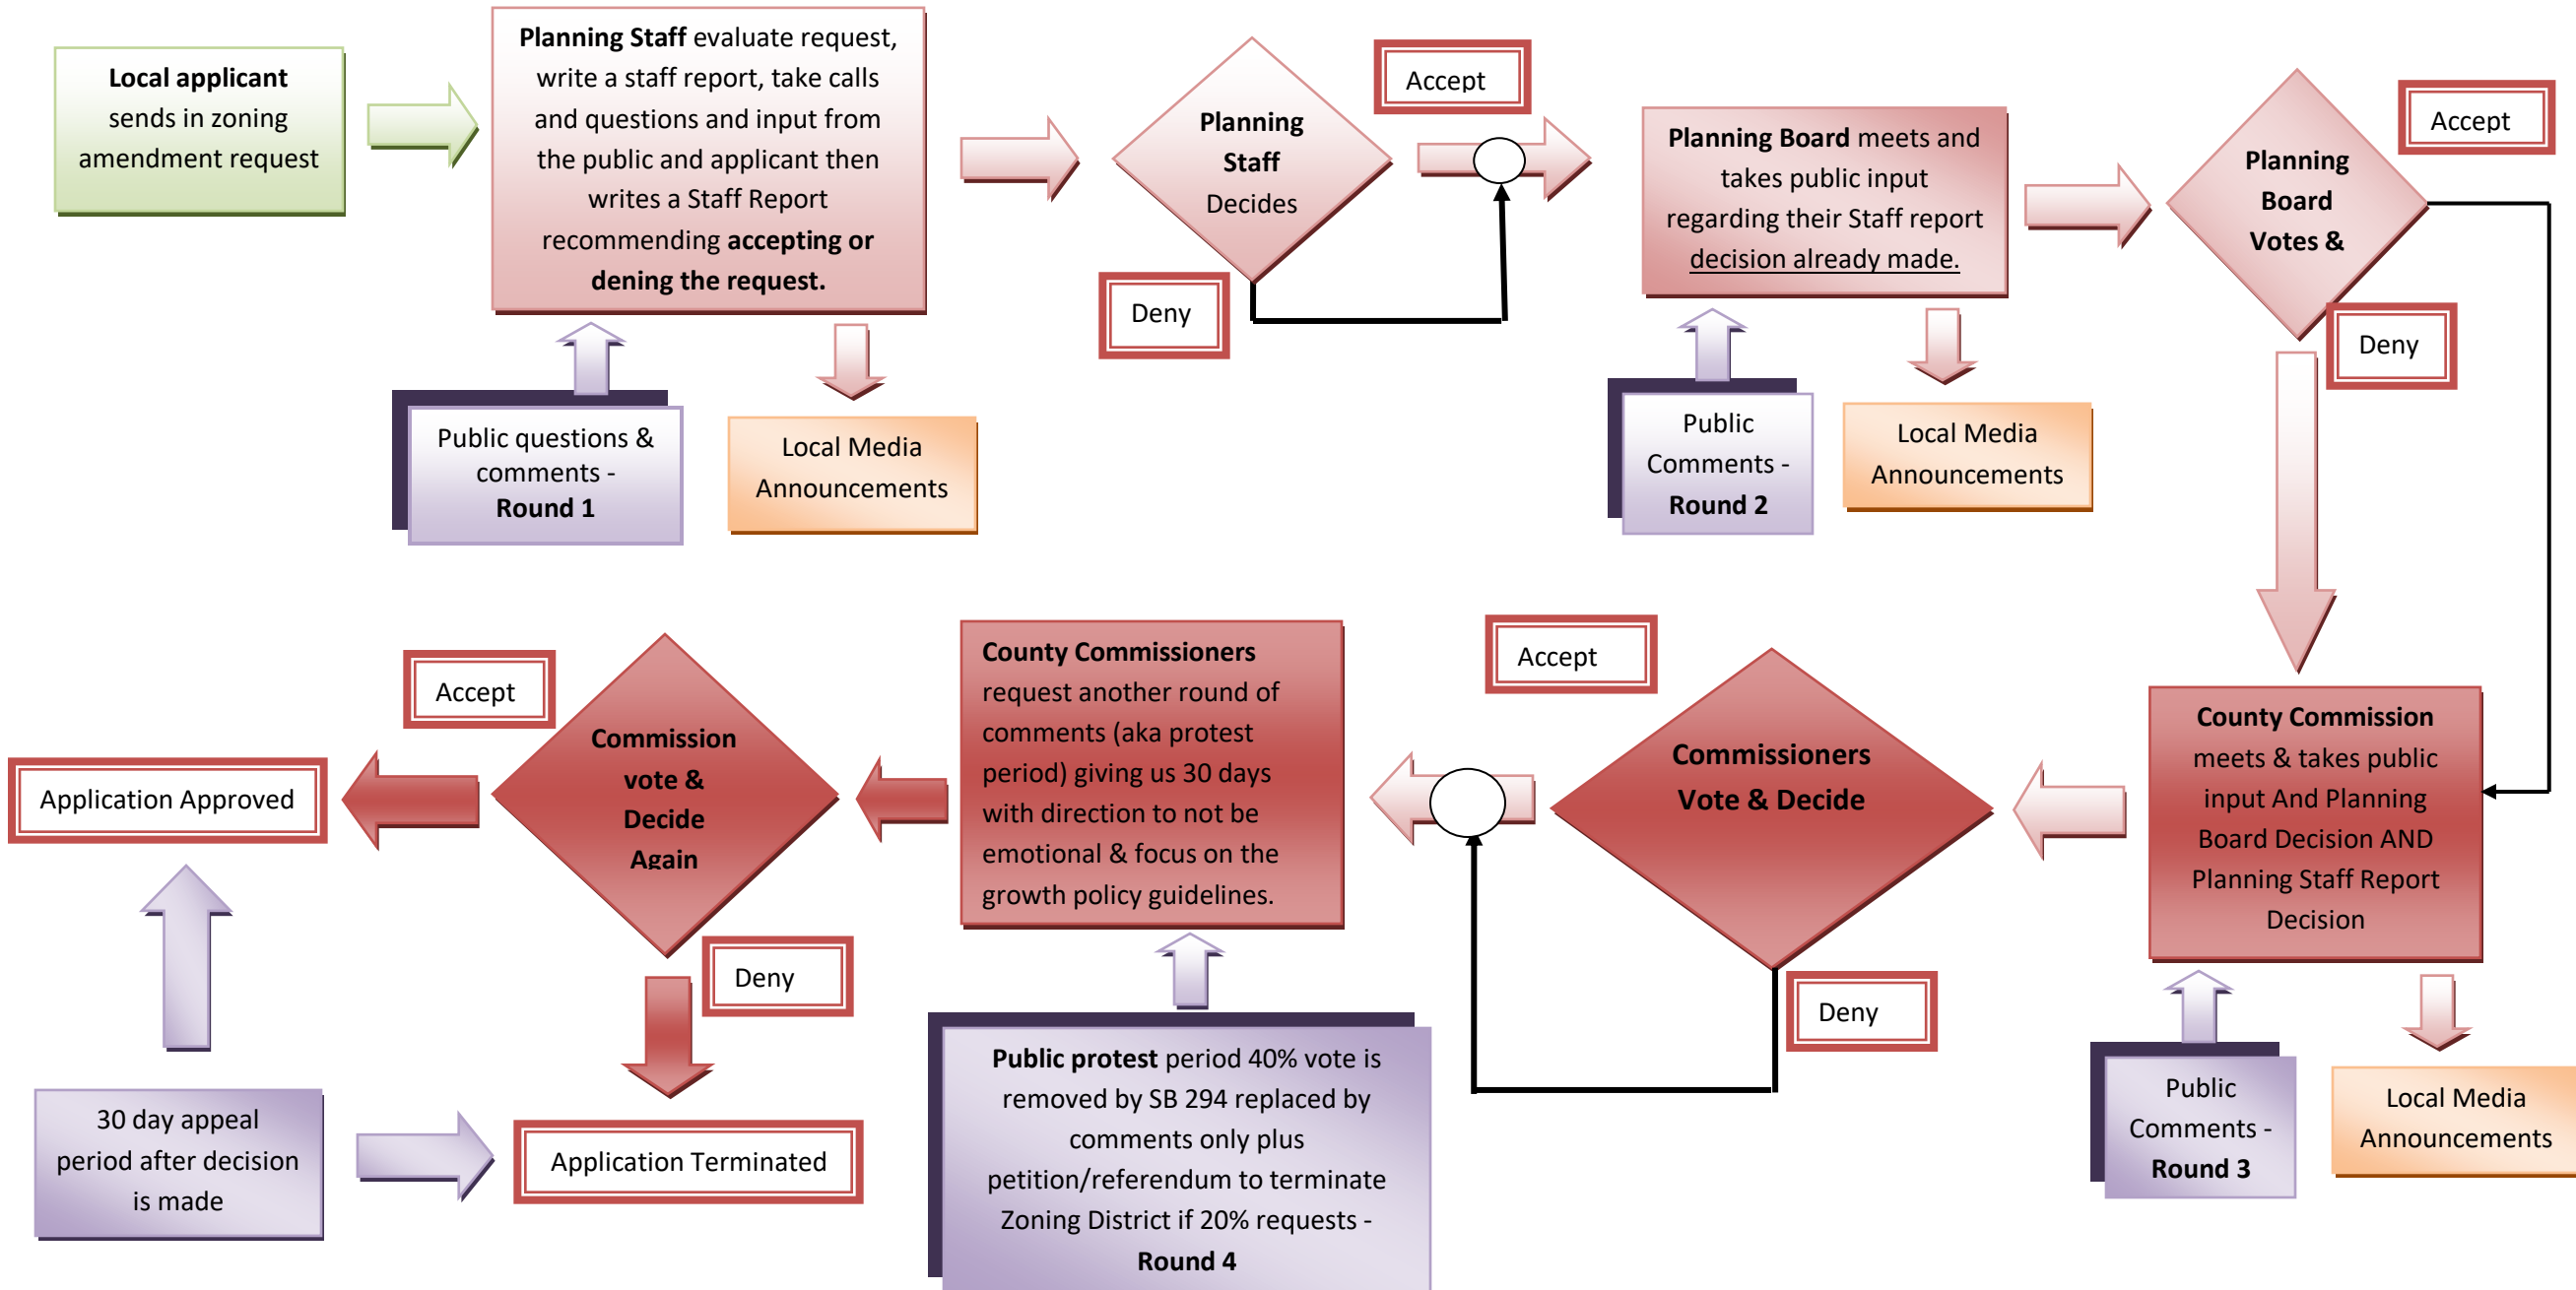 Local applicant
sends in zoning
amendment request
Planning Staff evaluate request,
write a staff report, take calls
and questions and input from
the public and applicant then
writes a Staff Report
recommending accepting or
dening the request.
Public questions &
comments -
Round 1
Local Media
Announcements
Planning
Staff
Decides
Accept
Deny
Planning Board meets and
takes public input
regarding their Staff report
decision already made.
Public
Comments -
Round 2
Local Media
Announcements
Planning
Board
Votes &
Accept
Deny
County Commission
meets & takes public
input And Planning
Board Decision AND
Planning Staff Report
Decision
Public
Comments -
Round 3
Local Media
Announcements
Commissioners
Vote & Decide
Accept
Deny
County Commissioners
request another round of
comments (aka protest
period) giving us 30 days
with direction to not be
emotional & focus on the
growth policy guidelines.
Public protest period 40% vote is
removed by SB 294 replaced by
comments only plus
petition/referendum to terminate
Zoning District if 20% requests -
Round 4
Commission
vote &
Decide
Again
Accept
Deny
Application Approved
Application Terminated
30 day appeal
period after decision
is made